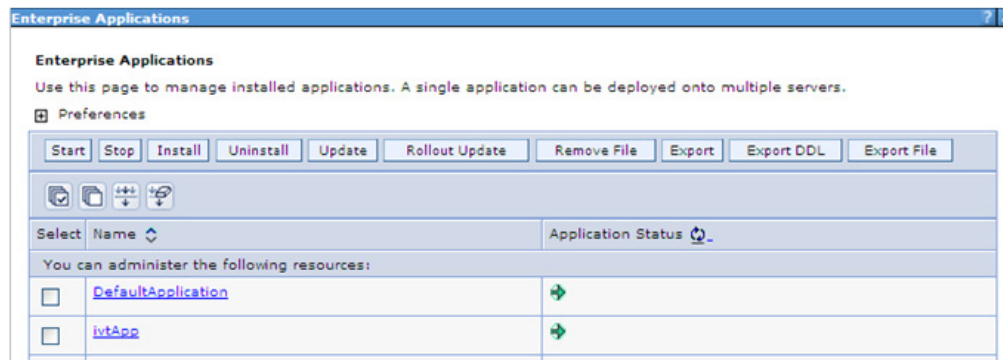 Enterprise Applications ?
Enterprise Applications
Use this page to manage installed applications. A single application can be deployed onto multiple servers.
Preferences
Start Stop Install Uninstall Update Rollout Update Remove File Export Export DDL Export File
Select Name Application Status
You can administer the following resources:
DefaultApplication
ivtApp